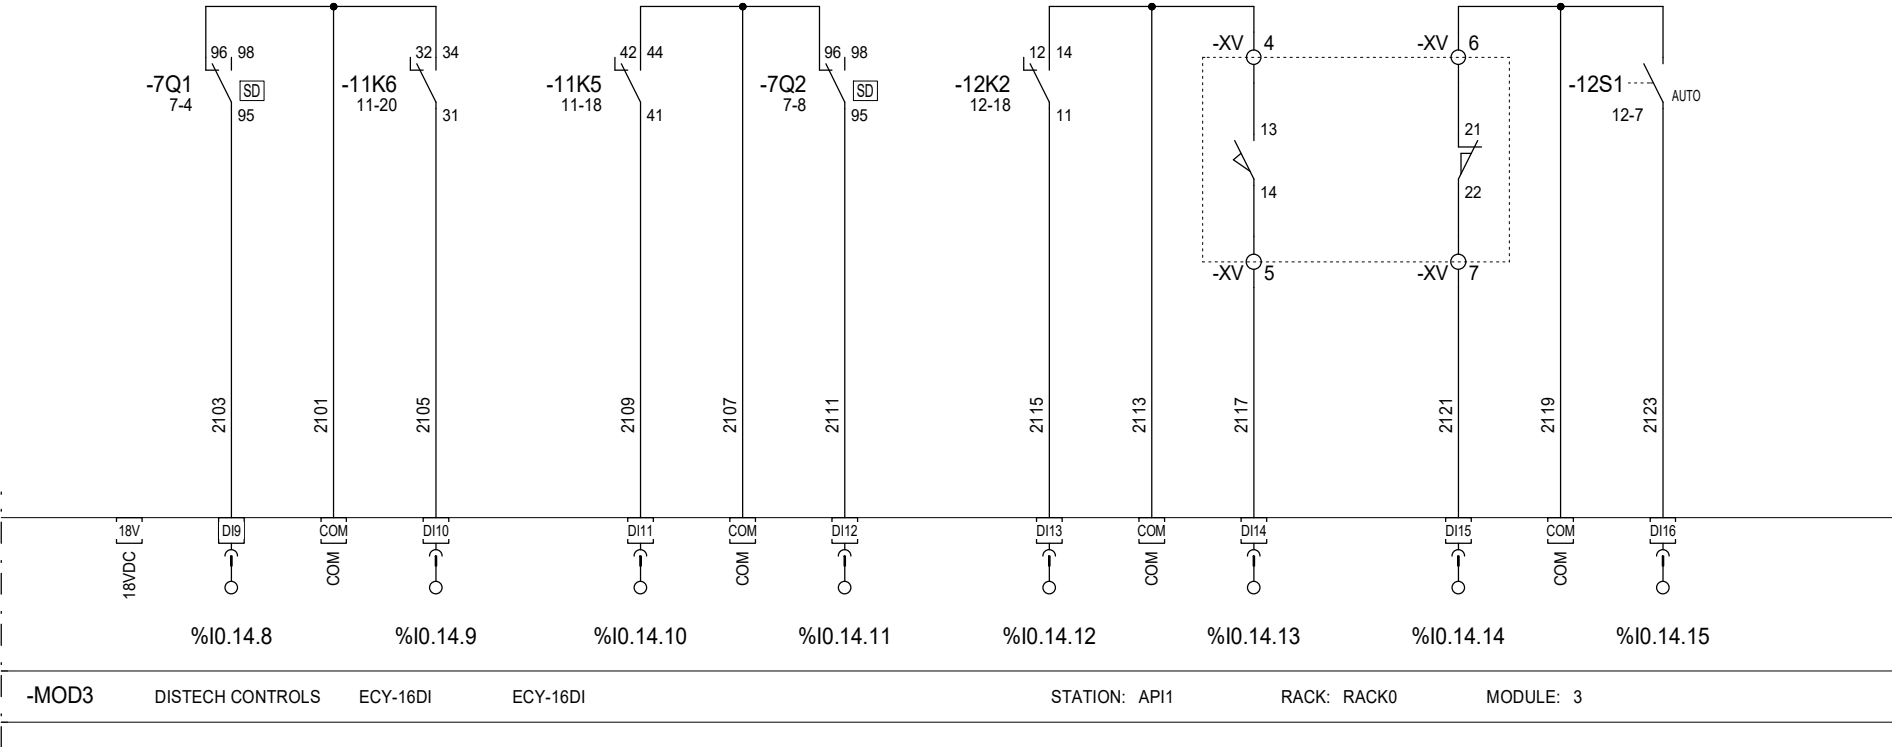 96 98 32 34 42 44 96 98 12 14 -XV 4 -XV 6
-7Q1 SD -11K6 -11K5 -7Q2 SD -12K2 -12S1 AUTO
7-4 11-20 11-18 7-8 12-18 12-7
95 31 41 95 11
13 21
14 22
-XV 5 -XV 7
2103 2101 2105 2109 2107 2111 2115 2113 2117 2121 2119 2123
18V DI9 COM DI10 DI11 COM DI12 DI13 COM DI14 DI15 COM DI16
18VDC COM COM COM COM
%I0.14.8 %I0.14.9 %I0.14.10 %I0.14.11 %I0.14.12 %I0.14.13 %I0.14.14 %I0.14.15
-MOD3 DISTECH CONTROLS ECY-16DI ECY-16DI STATION: API1 RACK: RACK0 MODULE: 3